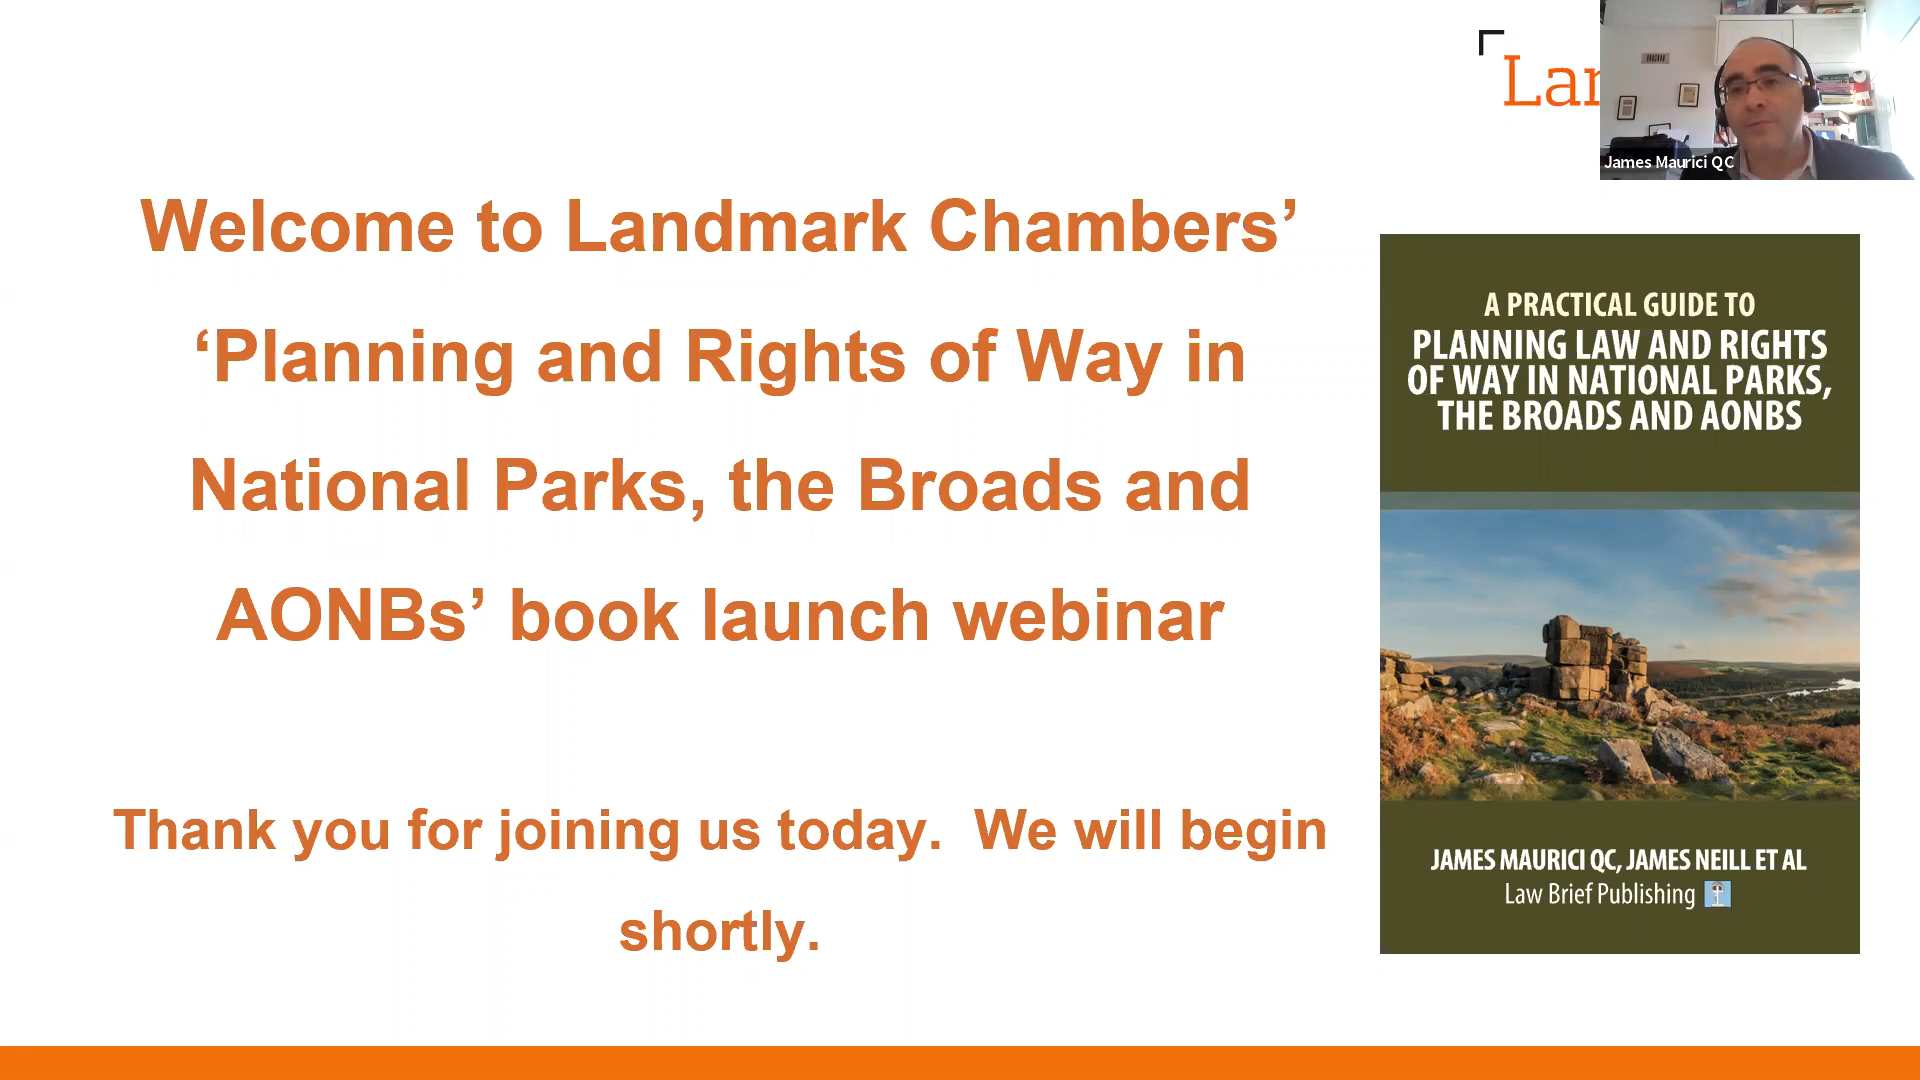 Lan
James Maurici QC
Welcome to Landmark Chambers’
‘Planning and Rights of Way in
National Parks, the Broads and
AONBs’ book launch webinar
Thank you for joining us today. We will begin
shortly.
A PRACTICAL GUIDE TO
PLANNING LAW AND RIGHTS
OF WAY IN NATIONAL PARKS,
THE BROADS AND AONBS
JAMES MAURICI QC, JAMES NEILL ET AL
Law Brief Publishing